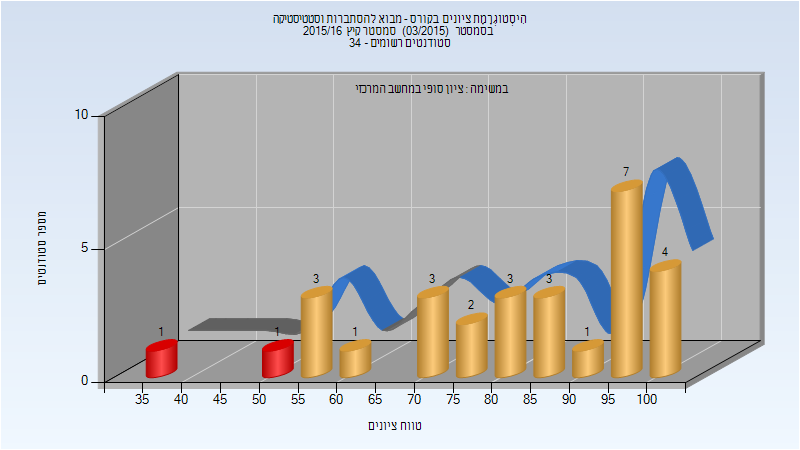 היסטוגרמת ציונים בקורס - מבוא להסתברות וסטטיסטיקה
בסמסטר (03/2015) סמסטר קיץ 2015/16
סטודנטים רשומים - 34
במשימה : ציון סופי במחשב המרכזי
מספר סטודנטים
10
5
0
1
1
3
1
3
2
3
3
1
7
4
35 40 45 50 55 60 65 70 75 80 85 90 95 100
טווח ציונים